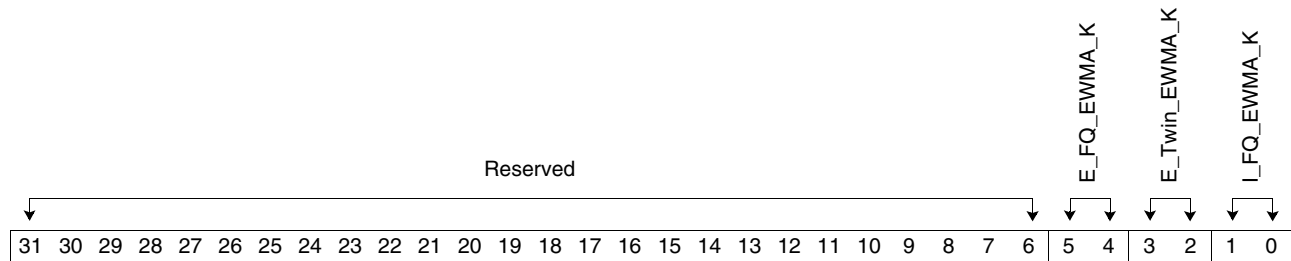 E_FQ_EWMA_K
E_Twin_EWMA_K
I_FQ_EWMA_K
Reserved
31 30 29 28 27 26 25 24 23 22 21 20 19 18 17 16 15 14 13 12 11 10 9 8 7 6 5 4 3 2 1 0